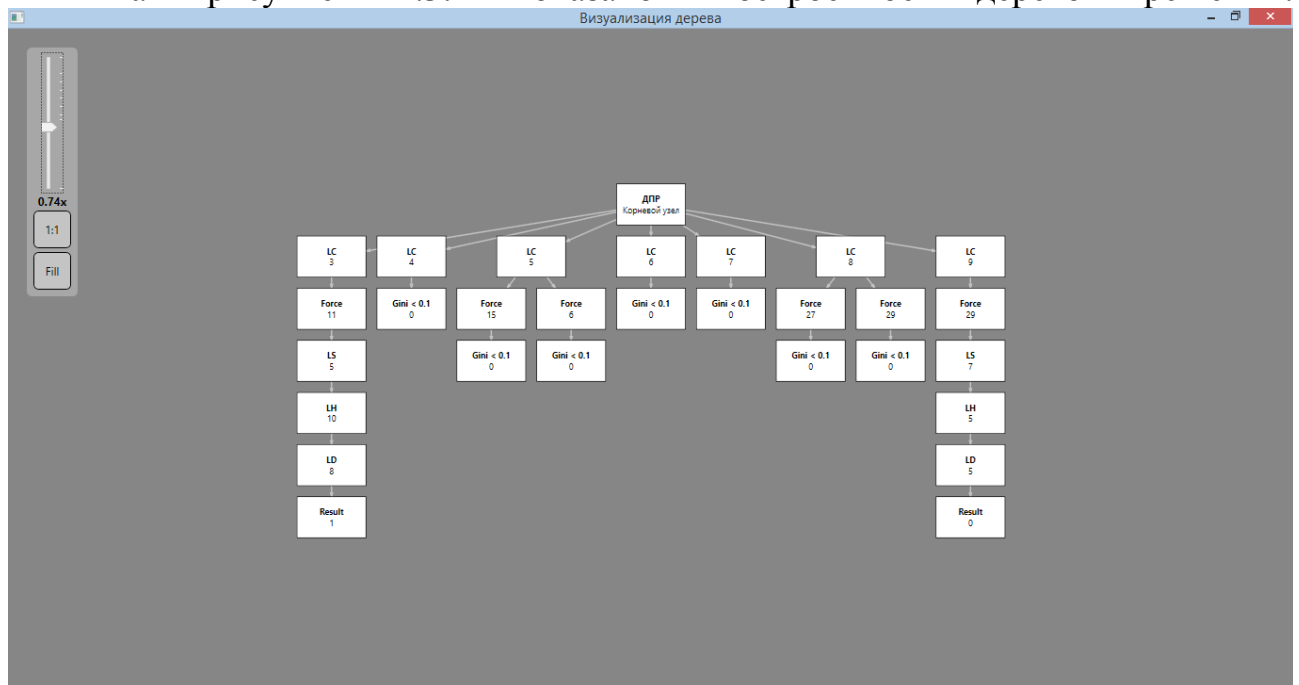 Визуализация дерева
0.74x
1:1
Fill
ДПР
Корневой узел
LC
3
LC
4
LC
5
LC
6
LC
7
LC
8
LC
9
Force
11
Gini < 0.1
0
Force
15
Force
6
Gini < 0.1
0
Gini < 0.1
0
Force
27
Force
29
Force
29
LS
5
Gini < 0.1
0
Gini < 0.1
0
Gini < 0.1
0
Gini < 0.1
0
LS
7
LH
10
LH
5
LD
8
LD
5
Result
1
Result
0